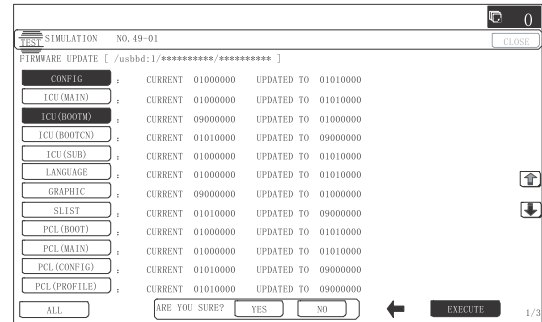 0
TEST SIMULATION NO. 49-01 CLOSE
FIRMWARE UPDATE [ /usbbd:1/**********/********** ]
CONFIG : CURRENT 01000000 UPDATED TO 01010000
ICU(MAIN) : CURRENT 01000000 UPDATED TO 01010000
ICU(BOOTM) : CURRENT 09000000 UPDATED TO 01000000
ICU(BOOTCN) : CURRENT 01010000 UPDATED TO 09000000
ICU(SUB) : CURRENT 01000000 UPDATED TO 01010000
LANGUAGE : CURRENT 01000000 UPDATED TO 01010000
GRAPHIC : CURRENT 09000000 UPDATED TO 01000000
SLIST : CURRENT 01010000 UPDATED TO 09000000
PCL(BOOT) : CURRENT 01000000 UPDATED TO 01010000
PCL(MAIN) : CURRENT 01000000 UPDATED TO 01010000
PCL(CONFIG) : CURRENT 01010000 UPDATED TO 09000000
PCL(PROFILE) : CURRENT 01010000 UPDATED TO 09000000
ALL ARE YOU SURE? YES NO EXECUTE 1/3